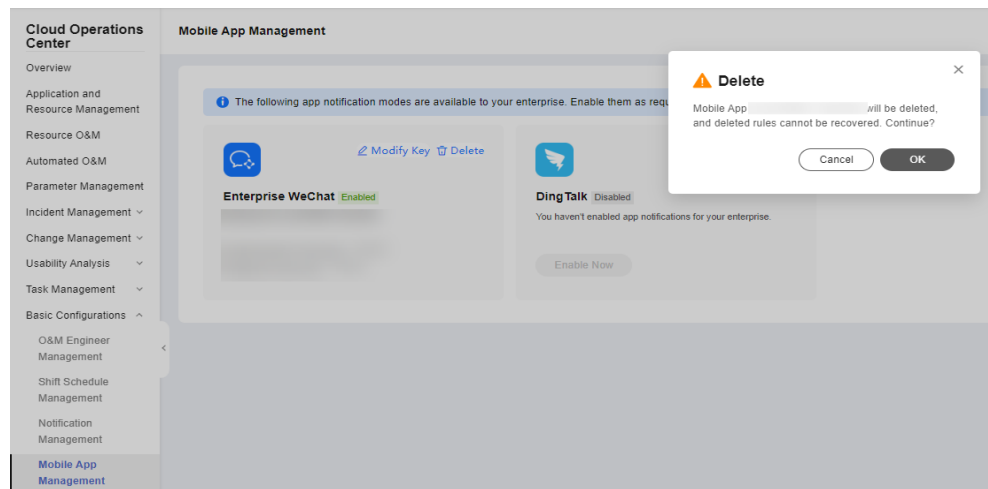 Cloud Operations
Center
Overview
Application and
Resource Management
Resource O&M
Automated O&M
Parameter Management
Incident Management
Change Management
Usability Analysis
Task Management
Basic Configurations
O&M Engineer
Management
Shift Schedule
Management
Notification
Management
Mobile App
Management
Mobile App Management
The following app notification modes are available to your enterprise. Enable them as requ
Modify Key Delete
Enterprise WeChat Enabled
DingTalk Disabled
You haven't enabled app notifications for your enterprise.
Enable Now
Delete
Mobile App will be deleted,
and deleted rules cannot be recovered. Continue?
Cancel OK